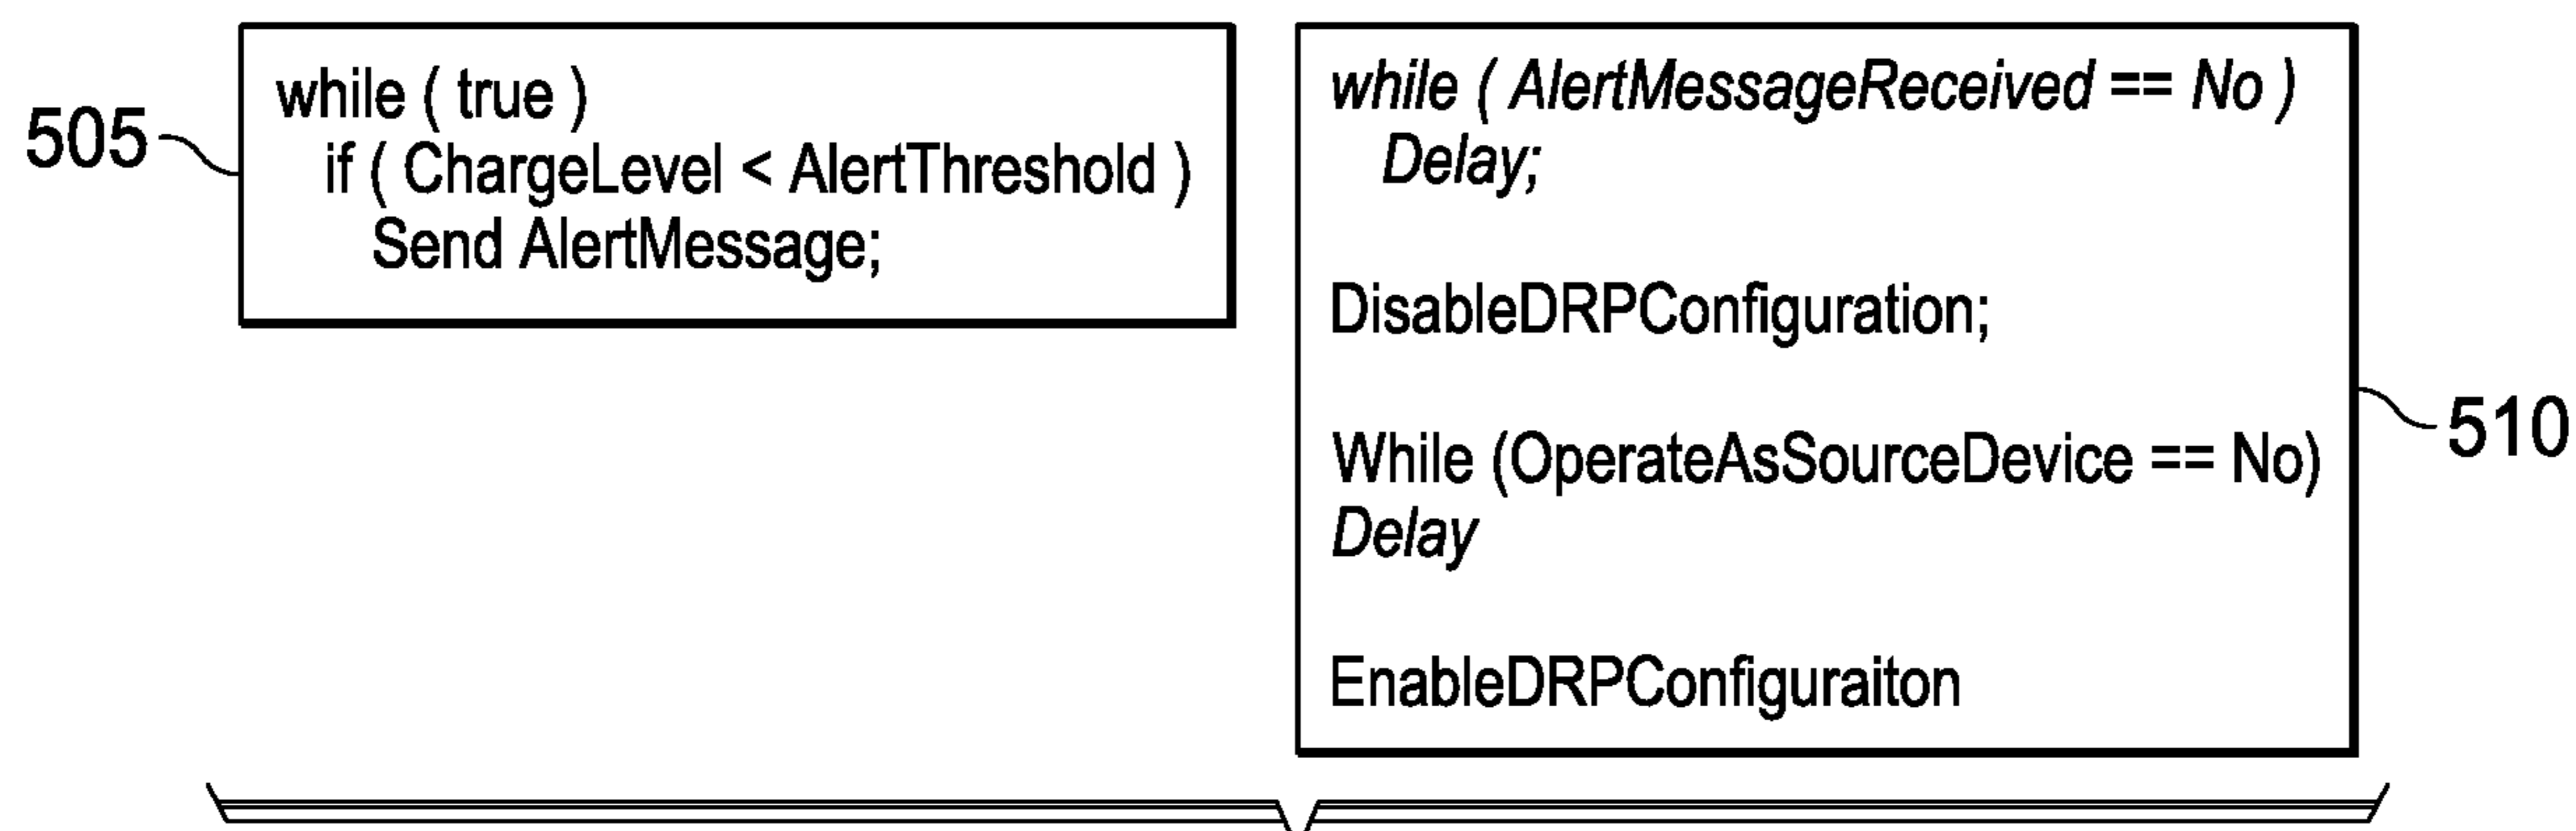 505
while ( true )
if ( ChargeLevel < AlertThreshold )
Send AlertMessage;
while ( AlertMessageReceived == No )
Delay;
DisableDRPConfiguration;
While (OperateAsSourceDevice == No)
Delay
EnableDRPConfiguraiton
510